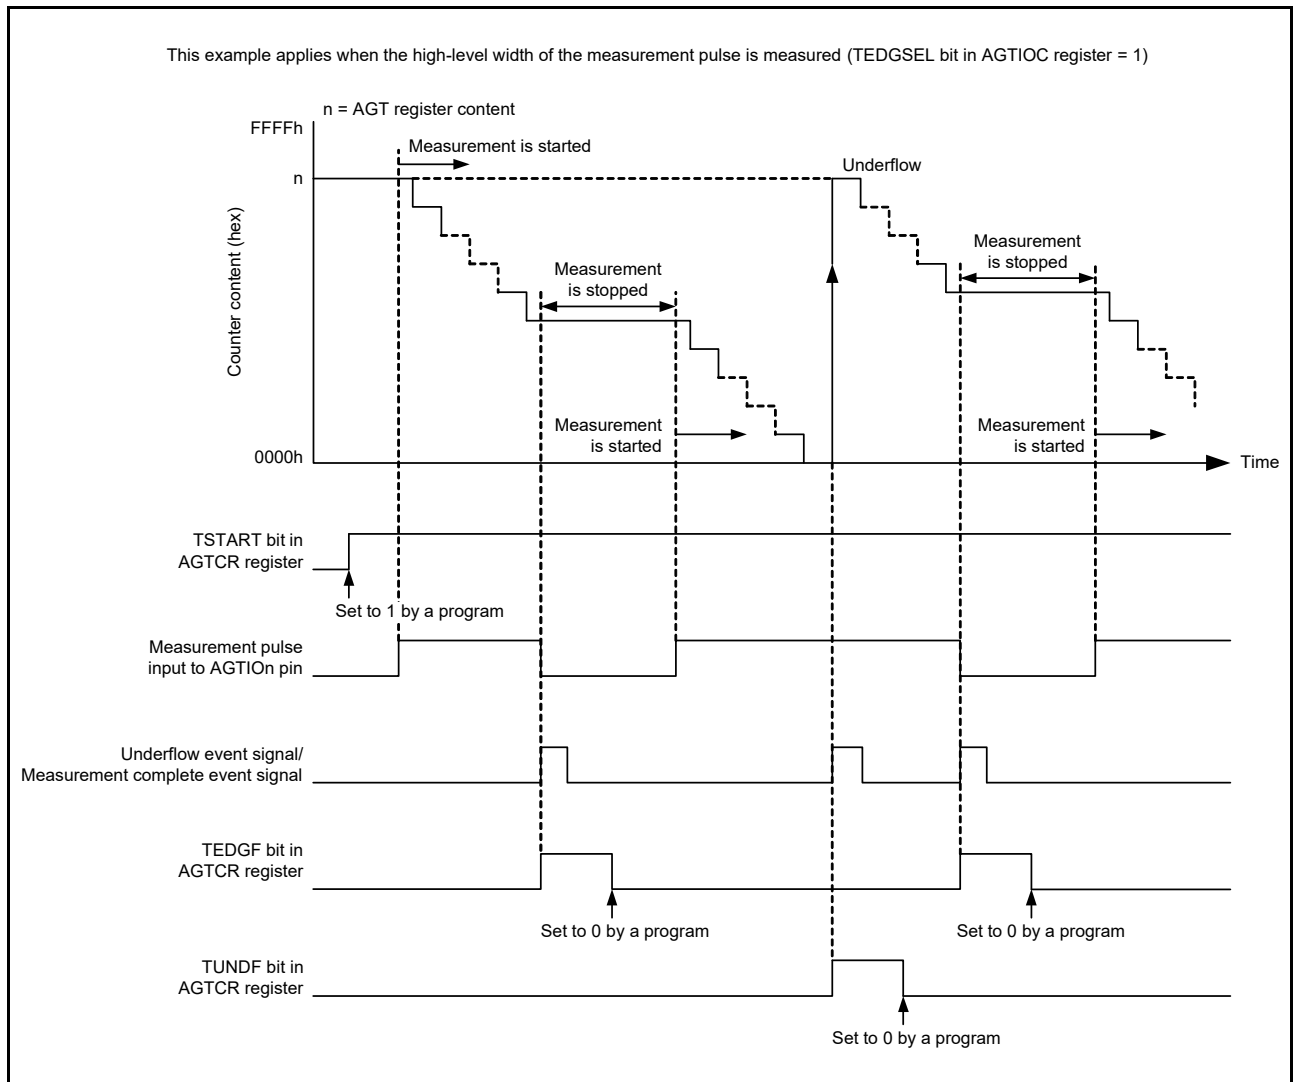 This example applies when the high-level width of the measurement pulse is measured (TEDGSEL bit in AGTIOC register = 1)
n = AGT register content
FFFFh
Measurement is started
Underflow
n
Counter content (hex)
Measurement
is stopped
Measurement
is stopped
Measurement
is started
Measurement
is started
0000h
Time
TSTART bit in
AGTCR register
Set to 1 by a program
Measurement pulse
input to AGTIOn pin
Underflow event signal/
Measurement complete event signal
TEDGF bit in
AGTCR register
Set to 0 by a program
Set to 0 by a program
TUNDF bit in
AGTCR register
Set to 0 by a program